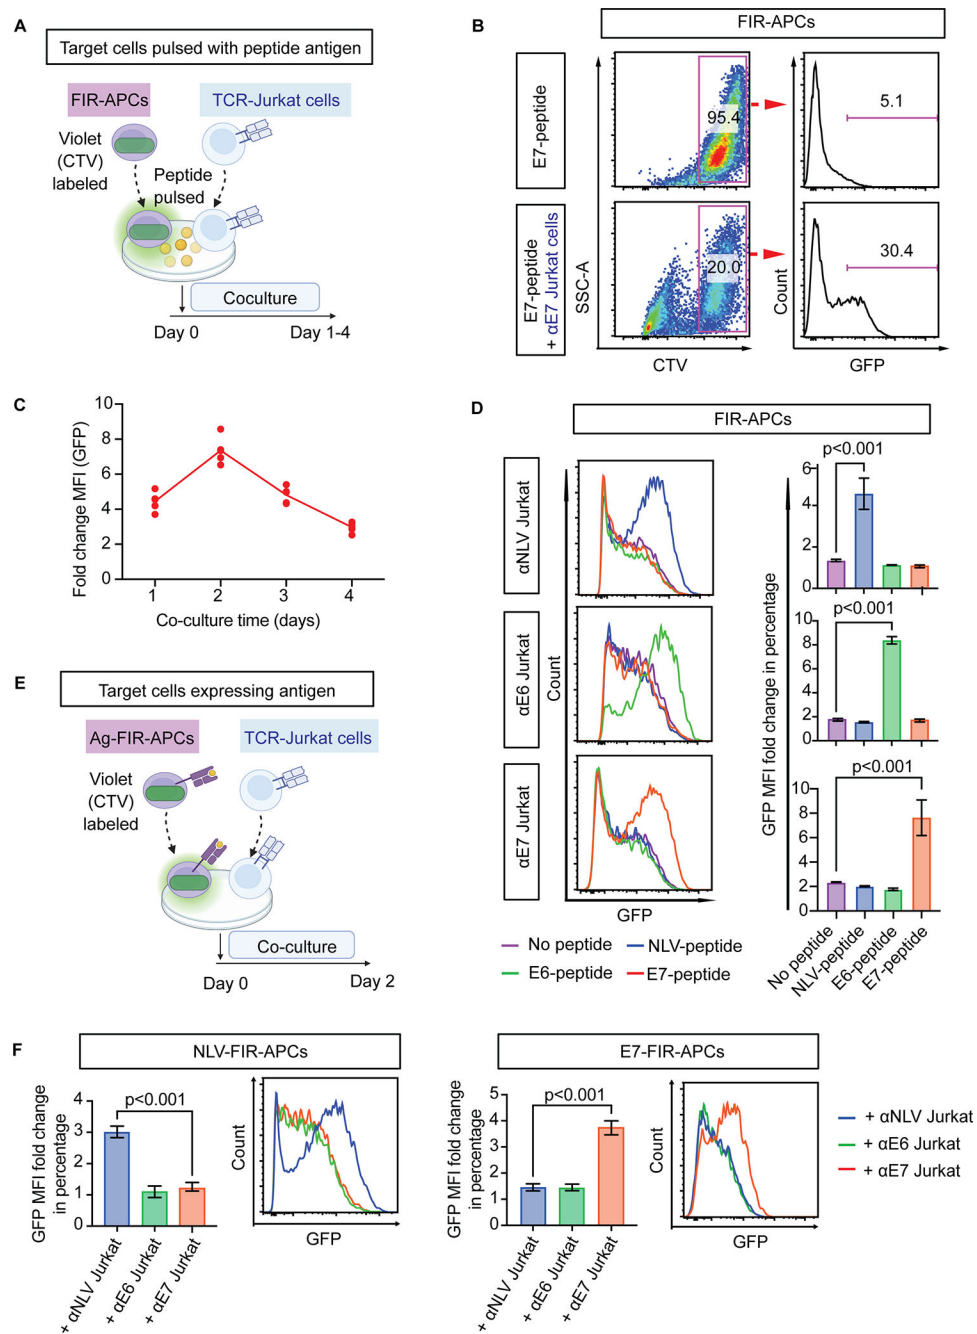 A
Target cells pulsed with peptide antigen
FIR-APCs
TCR-Jurkat cells
Violet
(CTV)
labeled
Peptide
pulsed
Coculture
Day 0
Day 1-4
B
FIR-APCs
E7-peptide
95.4
5.1
E7-peptide
+ αE7 Jurkat cells
20.0
30.4
SSC-A
Count
CTV
GFP
C
Fold change MFI (GFP)
10
8
6
4
2
0
1
2
3
4
Co-culture time (days)
D
FIR-APCs
αNLV Jurkat
αE6 Jurkat
αE7 Jurkat
Count
GFP
No peptide
NLV-peptide
E6-peptide
E7-peptide
GFP MFI fold change in percentage
p<0.001
6
4
2
0
p<0.001
10
8
6
4
2
0
p<0.001
10
8
6
4
2
0
No peptide
NLV-peptide
E6-peptide
E7-peptide
E
Target cells expressing antigen
Ag-FIR-APCs
TCR-Jurkat cells
Violet
(CTV)
labeled
Co-culture
Day 0
Day 2
F
NLV-FIR-APCs
GFP MFI fold change
in percentage
4
3
2
1
0
p<0.001
+ αNLV Jurkat
+ αE6 Jurkat
+ αE7 Jurkat
Count
GFP
E7-FIR-APCs
GFP MFI fold change
in percentage
5
4
3
2
1
0
p<0.001
+ αNLV Jurkat
+ αE6 Jurkat
+ αE7 Jurkat
Count
GFP
+ αNLV Jurkat
+ αE6 Jurkat
+ αE7 Jurkat